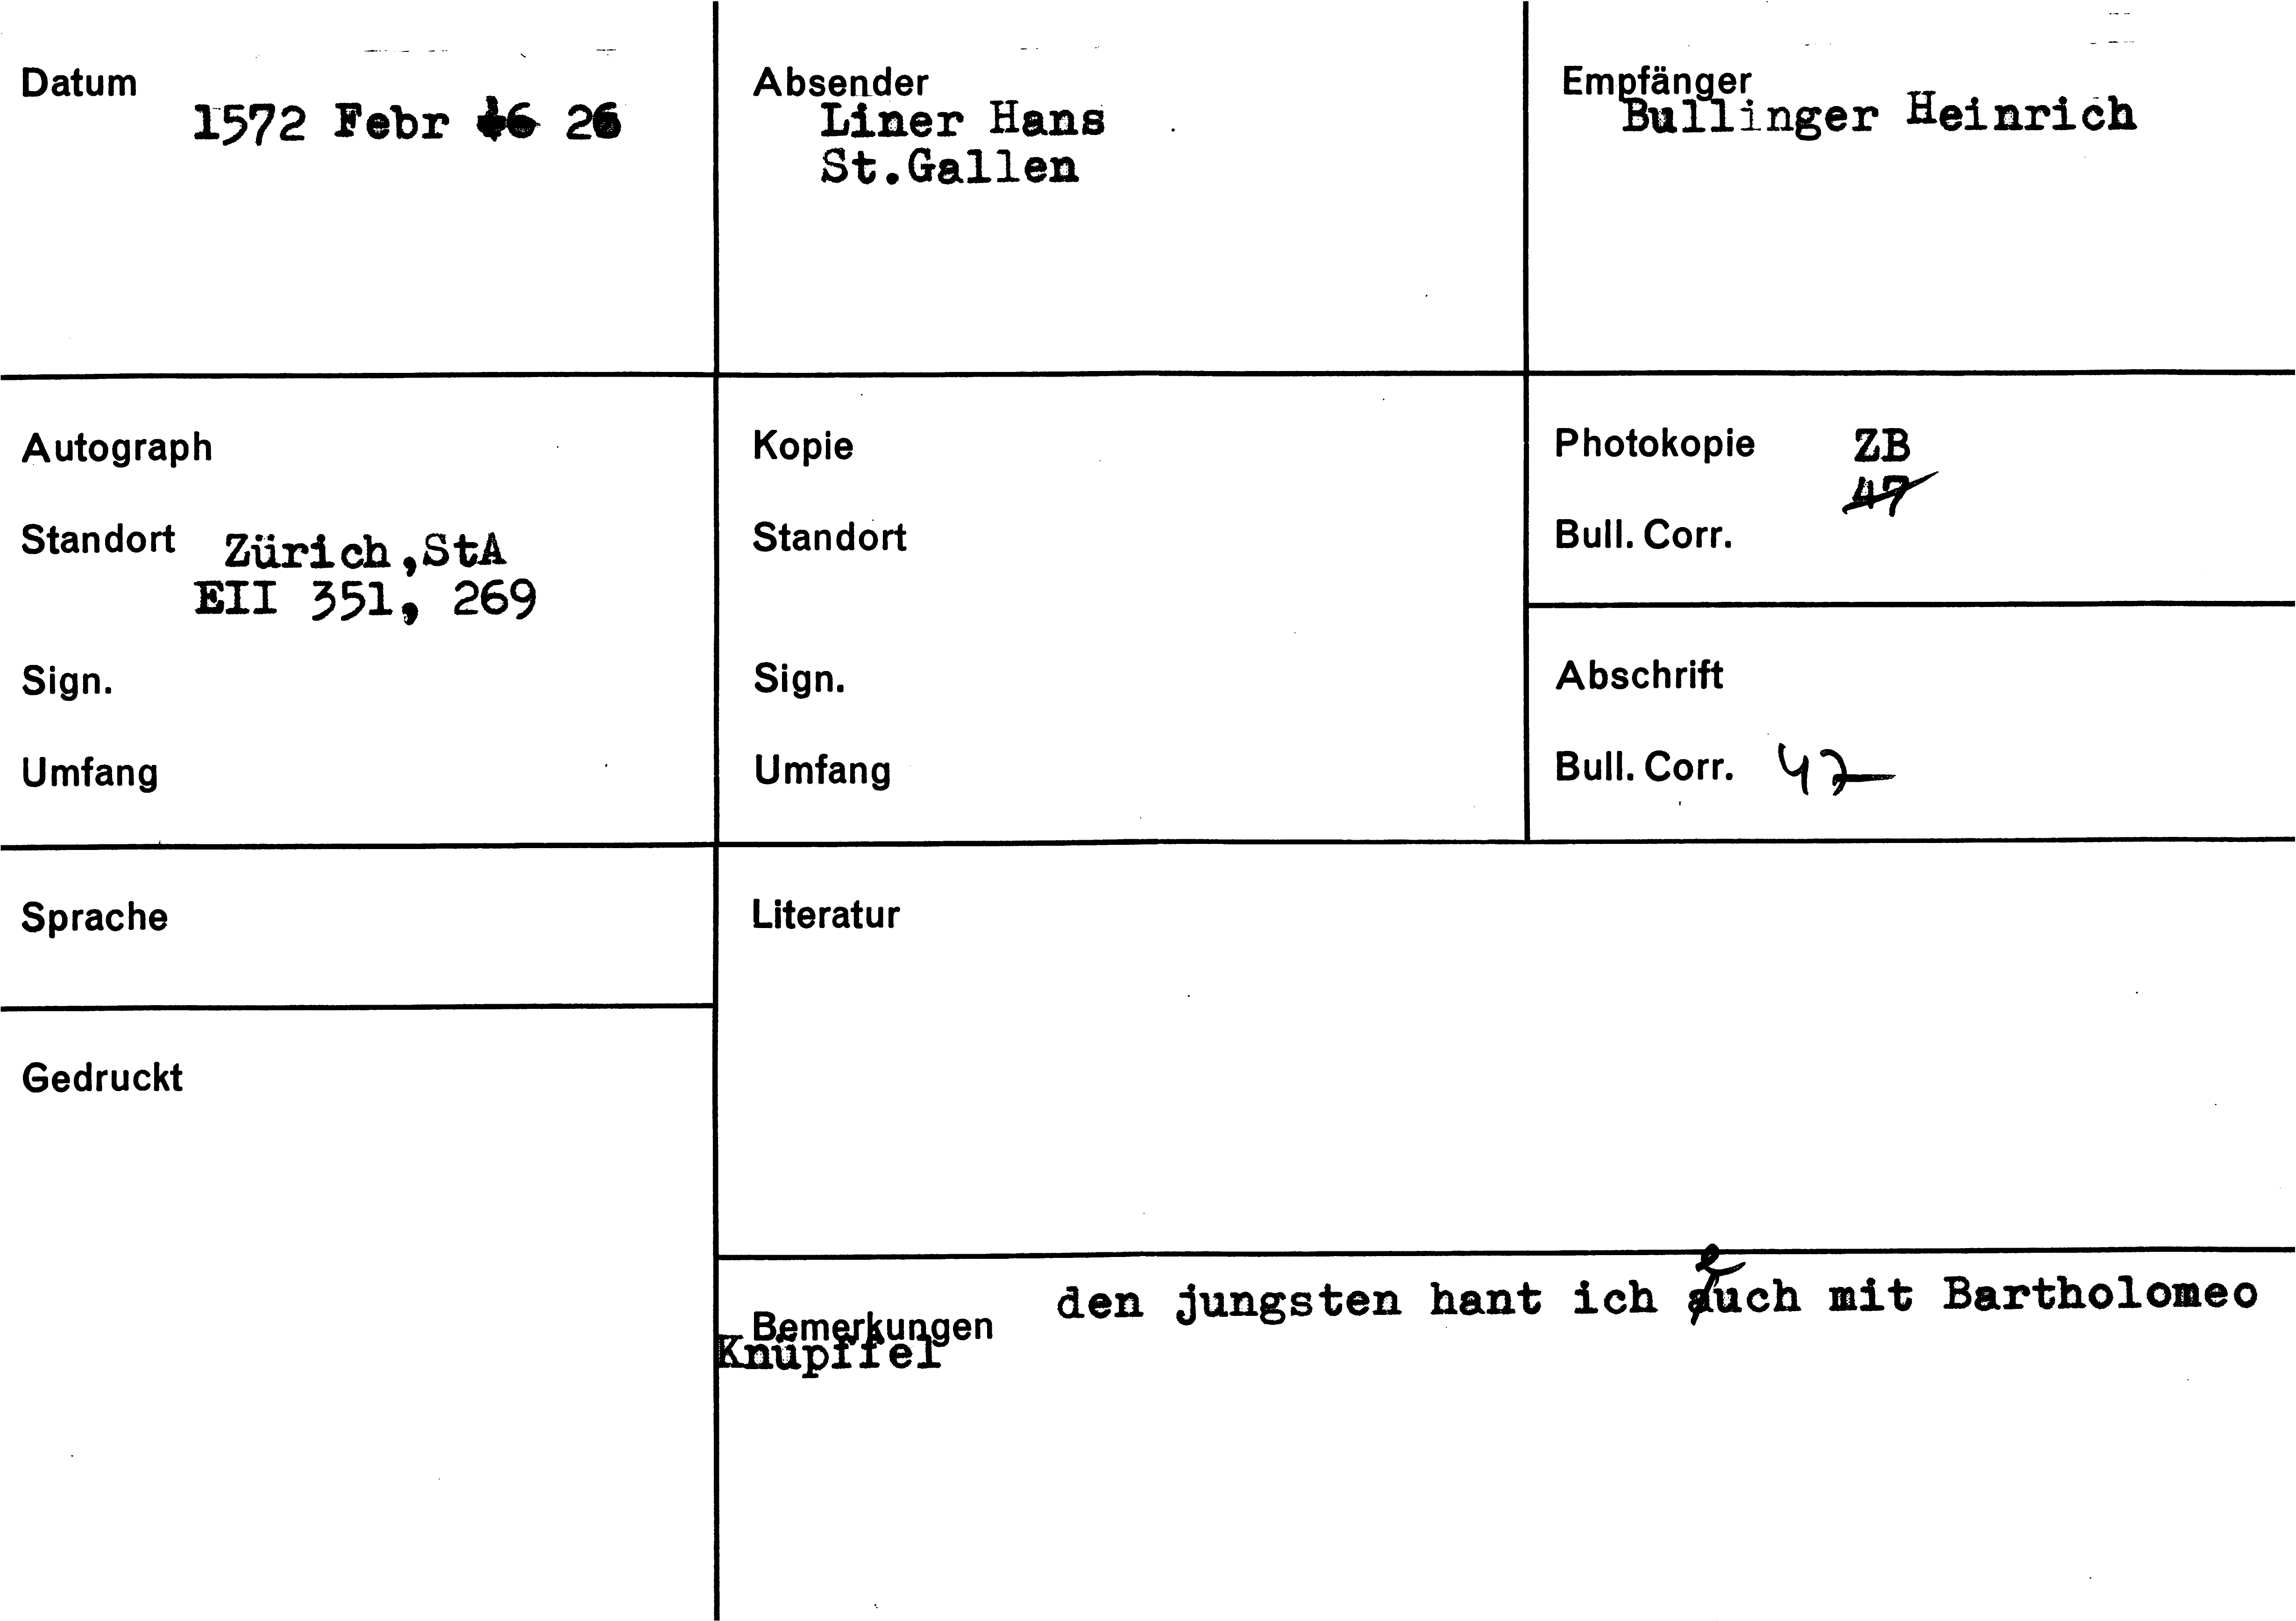 Datum
1572 Febr 16 26
Absender
Liner Hans
St.Gallen
Empfänger
Bullinger Heinrich
Autograph
Standort Zürich,StA
EII 351, 269
Sign.
Umfang
Kopie
Standort
Sign.
Umfang
Photokopie ZB
47
Bull. Corr.
Abschrift
Bull. Corr. 47
Sprache
Gedruckt
Literatur
Bemerkungen den jungsten hant ich euch mit Bartholomeo
Knüpffel